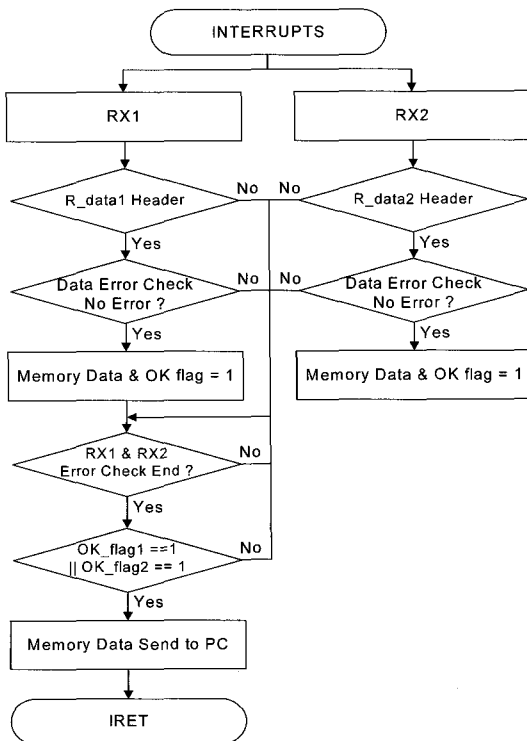 INTERRUPTS
RX1
RX2
R_data1 Header
No
No
R_data2 Header
Yes
Yes
Data Error Check
No Error ?
No
No
Data Error Check
No Error ?
Yes
Yes
Memory Data & OK flag = 1
Memory Data & OK flag = 1
RX1 & RX2
Error Check End ?
No
Yes
OK_flag1 ==1
|| OK_flag2 == 1
No
Yes
Memory Data Send to PC
IRET